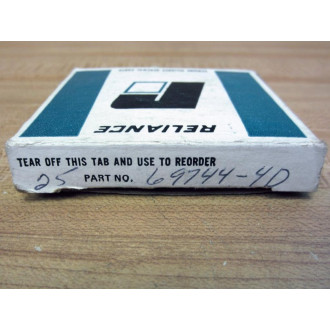 RELIANCE
TEAR OFF THIS TAB AND USE TO REORDER
25 PART NO. 69744-4D